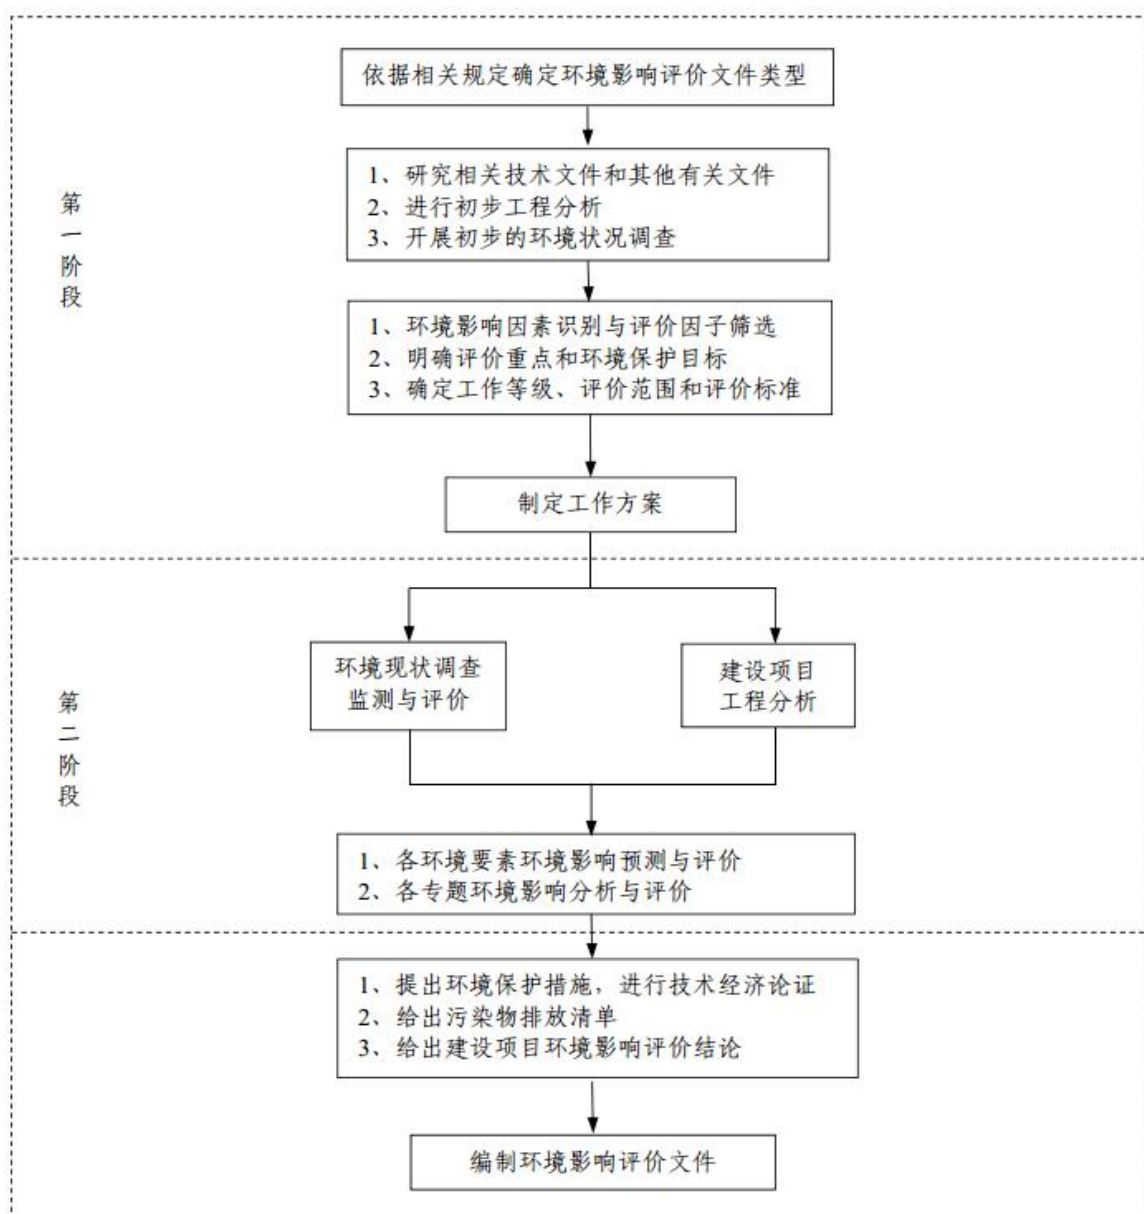 依据相关规定确定环境影响评价文件类型
第一阶段
1、研究相关技术文件和其他有关文件
2、进行初步工程分析
3、开展初步的环境状况调查
1、环境影响因素识别与评价因子筛选
2、明确评价重点和环境保护目标
3、确定工作等级、评价范围和评价标准
制定工作方案
第二阶段
环境现状调查
监测与评价
建设项目
工程分析
1、各环境要素环境影响预测与评价
2、各专题环境影响分析与评价
1、提出环境保护措施，进行技术经济论证
2、给出污染物排放清单
3、给出建设项目环境影响评价结论
编制环境影响评价文件